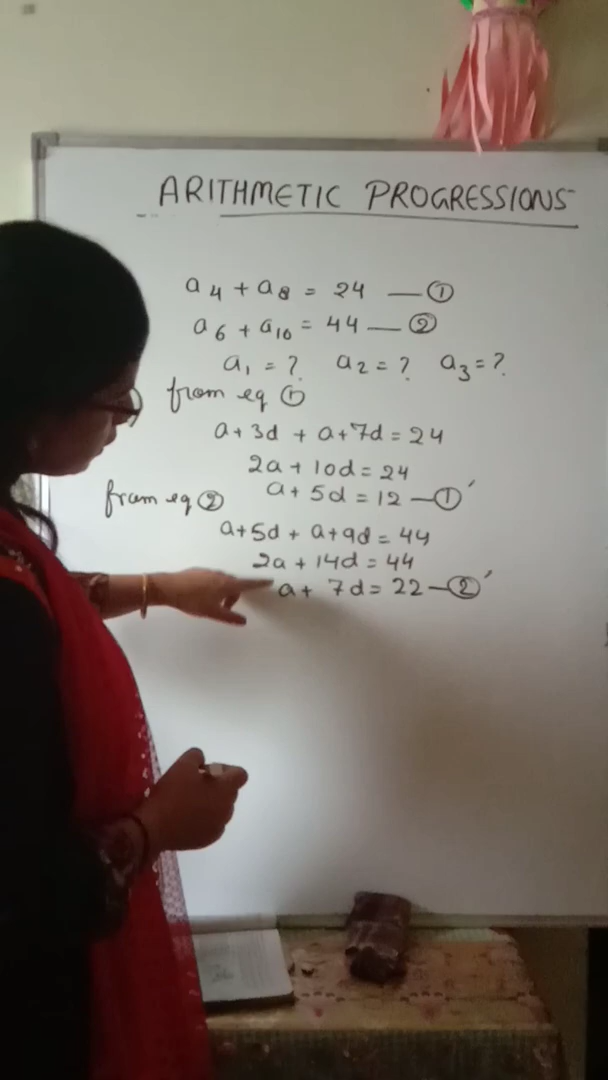 ARITHMETIC PROGRESSIONS
a₄ + a₈ = 24 — ①
a₆ + a₁₀ = 44 — ②
a₁ = ? a₂ = ? a₃ = ?
from eq ①
a + 3d + a + 7d = 24
2a + 10d = 24
a + 5d = 12 — ①′
from eq ②
a + 5d + a + 9d = 44
2a + 14d = 44
a + 7d = 22 — ②′